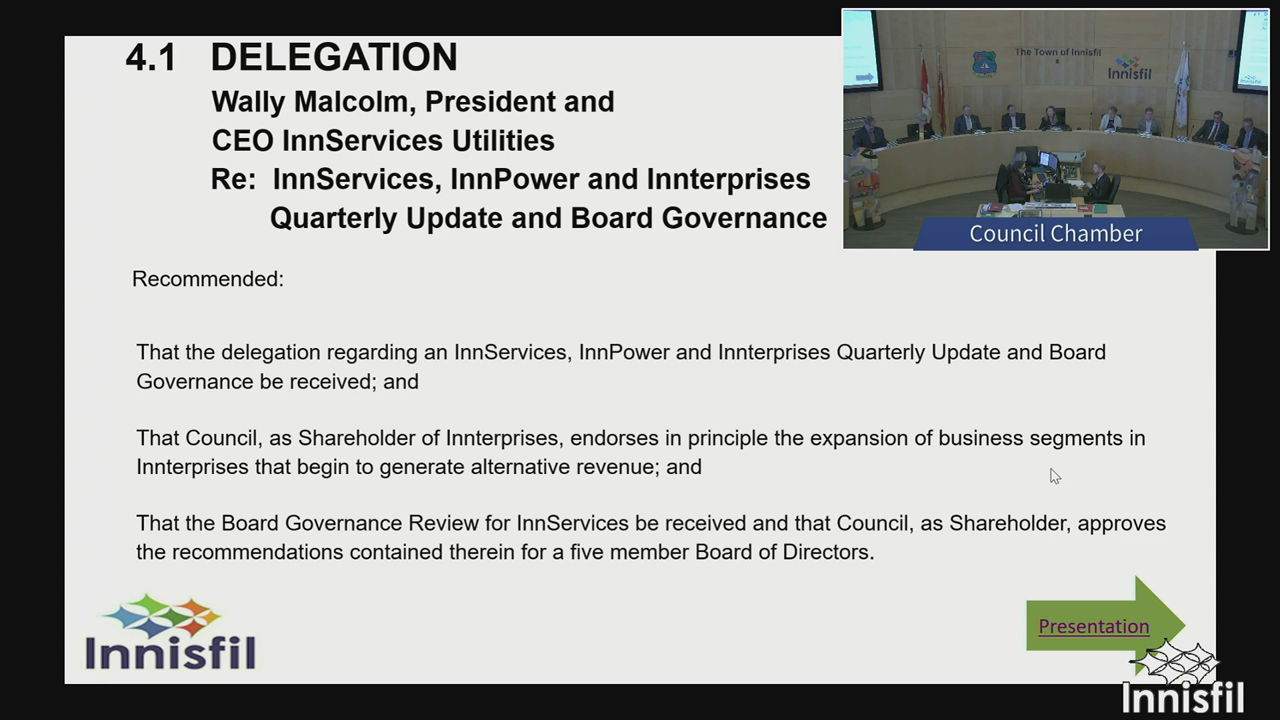 4.1 DELEGATION
Wally Malcolm, President and
CEO InnServices Utilities
Re: InnServices, InnPower and Innterprises
Quarterly Update and Board Governance
The Town of Innisfil
Innisfil
Council Chamber
Recommended:
That the delegation regarding an InnServices, InnPower and Innterprises Quarterly Update and Board
Governance be received; and
That Council, as Shareholder of Innterprises, endorses in principle the expansion of business segments in
Innterprises that begin to generate alternative revenue; and
That the Board Governance Review for InnServices be received and that Council, as Shareholder, approves
the recommendations contained therein for a five member Board of Directors.
Innisfil
Presentation
Innisfil